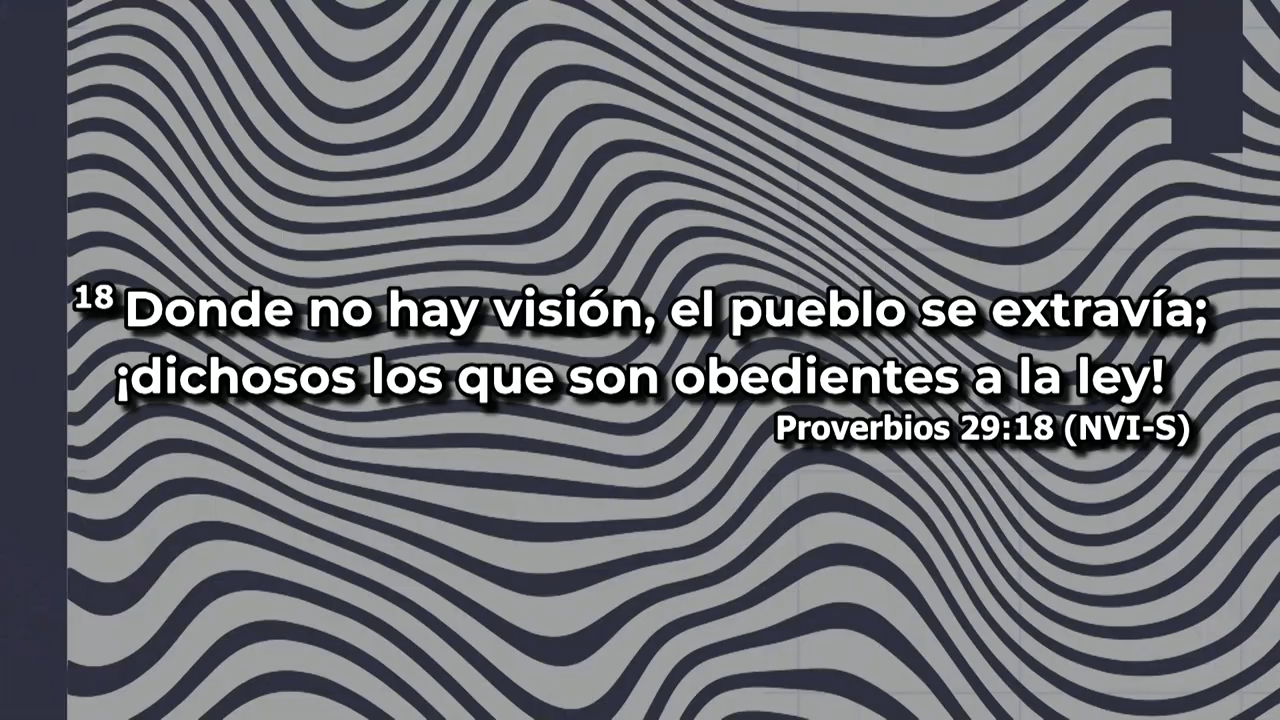 18 Donde no hay visión, el pueblo se extravía;
¡dichosos los que son obedientes a la ley!
Proverbios 29:18 (NVI-S)